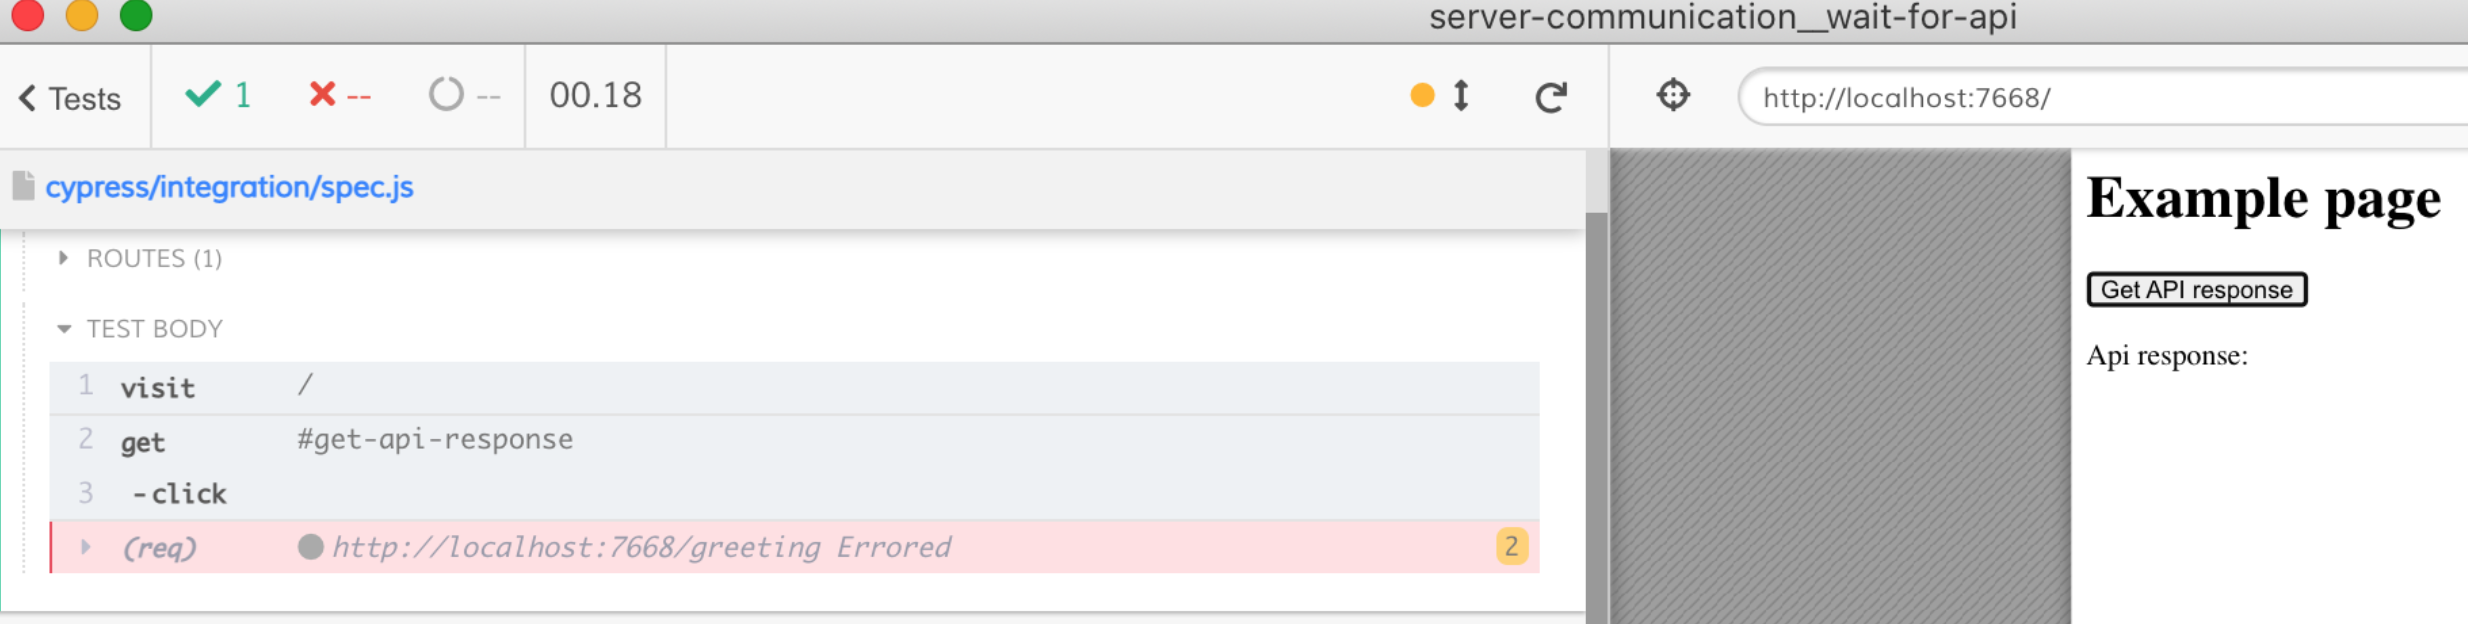 server-communication__wait-for-api
Tests 1 -- -- 00.18
http://localhost:7668/
cypress/integration/spec.js
ROUTES (1)
TEST BODY
1 visit /
2 get #get-api-response
3 -click
(req) http://localhost:7668/greeting Errored 2
Example page
Get API response
Api response: